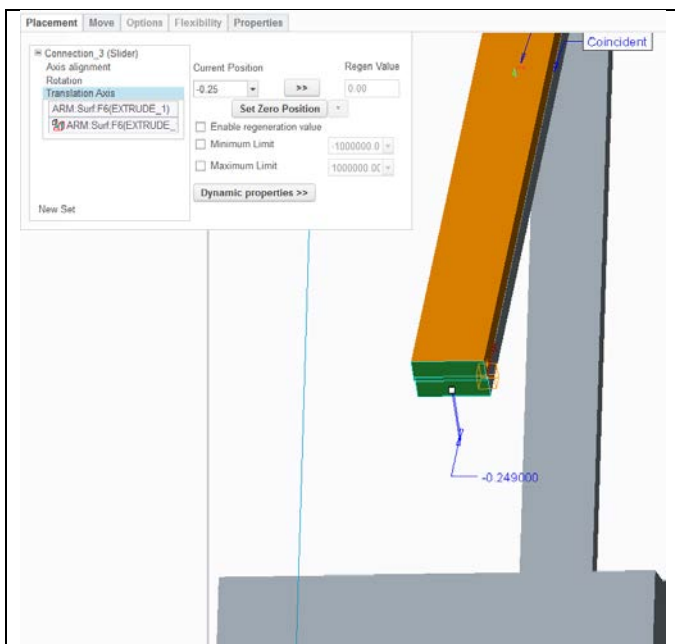 Placement Move Options Flexibility Properties
Connection_3 (Slider)
Axis alignment
Rotation
Translation Axis
ARM:Surf:F6(EXTRUDE_1)
ARM:Surf:F6(EXTRUDE_
New Set
Current Position Regen Value
-0.25 >> 0.00
Set Zero Position
Enable regeneration value
Minimum Limit -1000000.0
Maximum Limit 1000000.00
Dynamic properties >>
Coincident
-0.249000